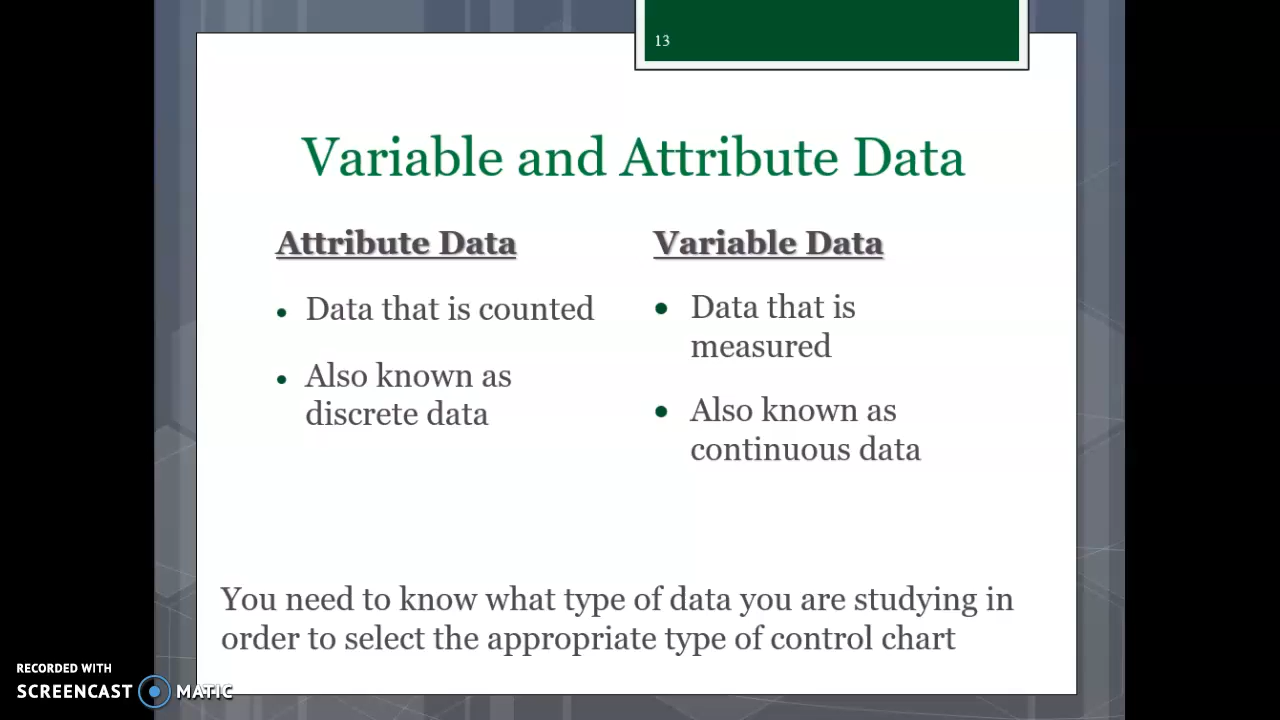 13
Variable and Attribute Data
Attribute Data
• Data that is counted
• Also known as
discrete data
Variable Data
• Data that is
measured
• Also known as
continuous data
You need to know what type of data you are studying in
order to select the appropriate type of control chart
RECORDED WITH
SCREENCAST MATIC